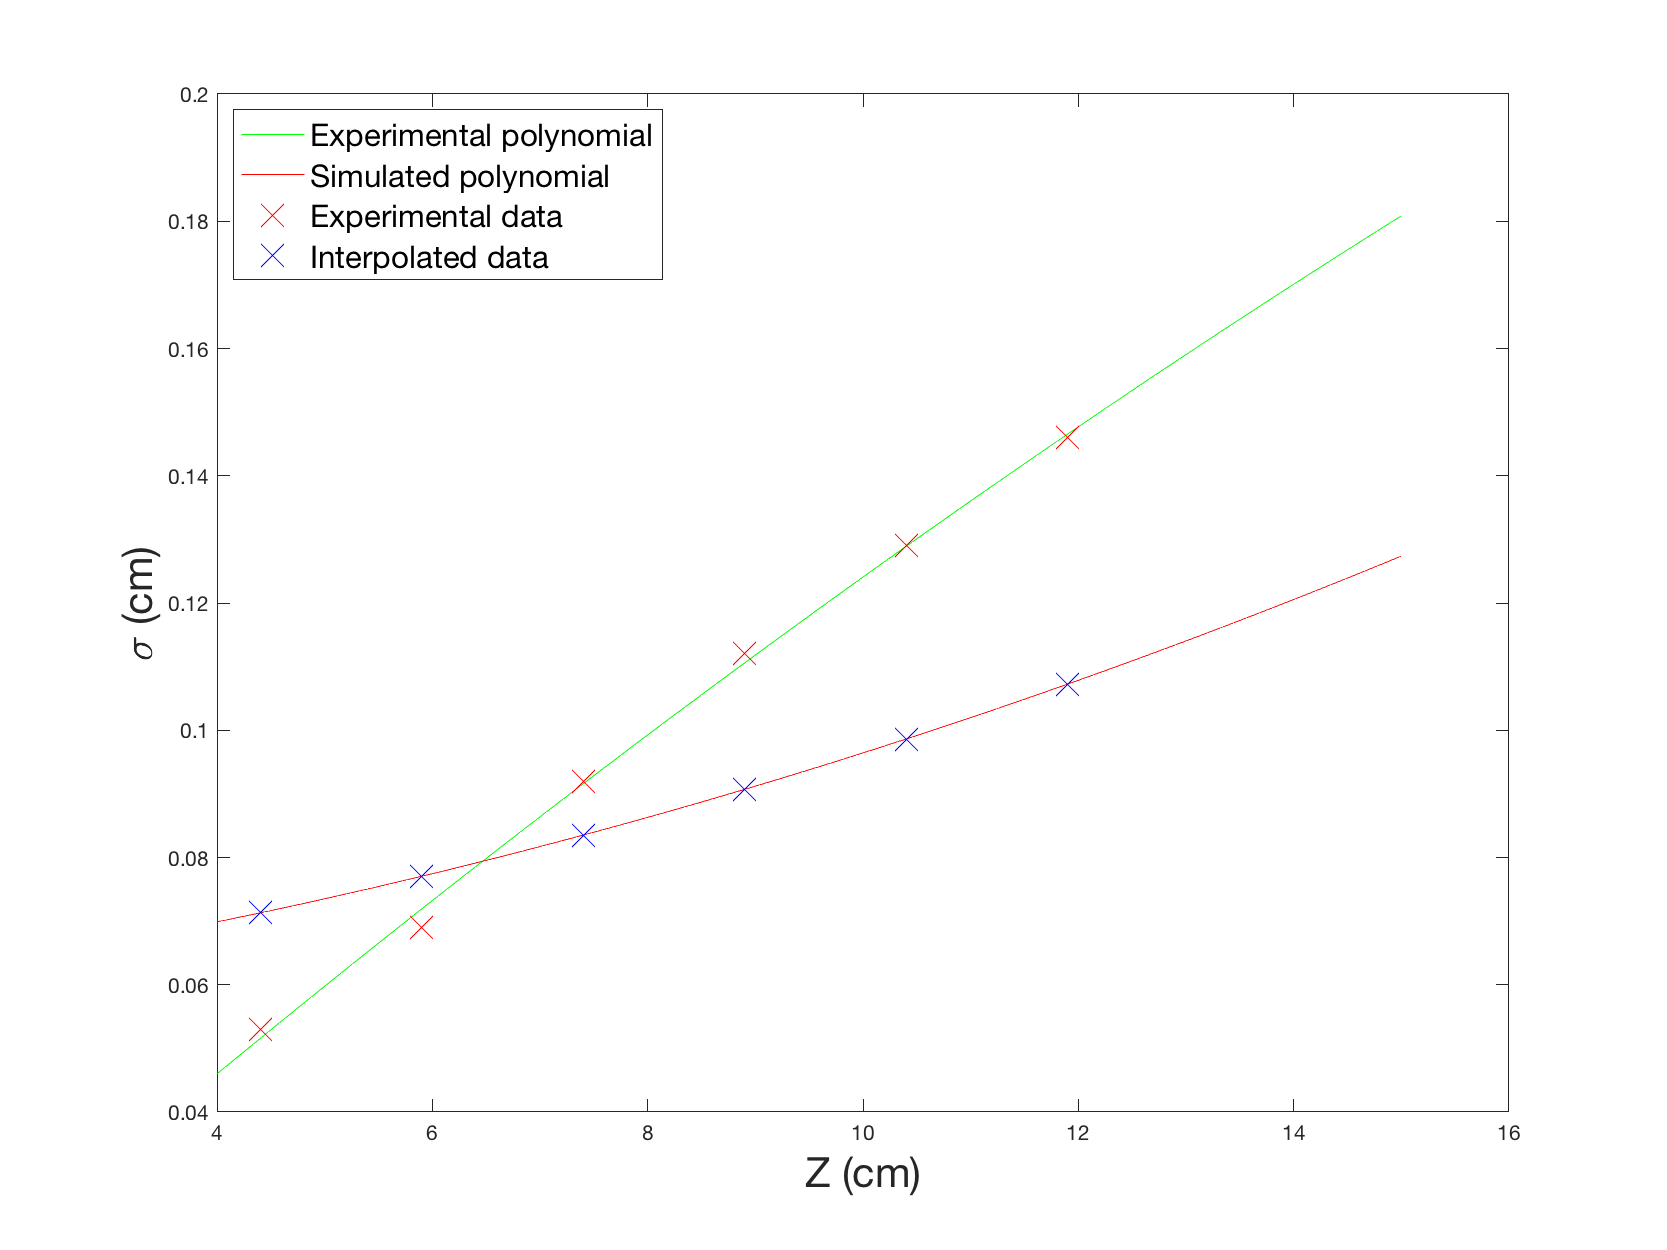 0.2
Experimental polynomial
Simulated polynomial
Experimental data
Interpolated data
0.18
0.16
0.14
0.12
0.1
0.08
0.06
0.04
σ (cm)
4 6 8 10 12 14 16
Z (cm)